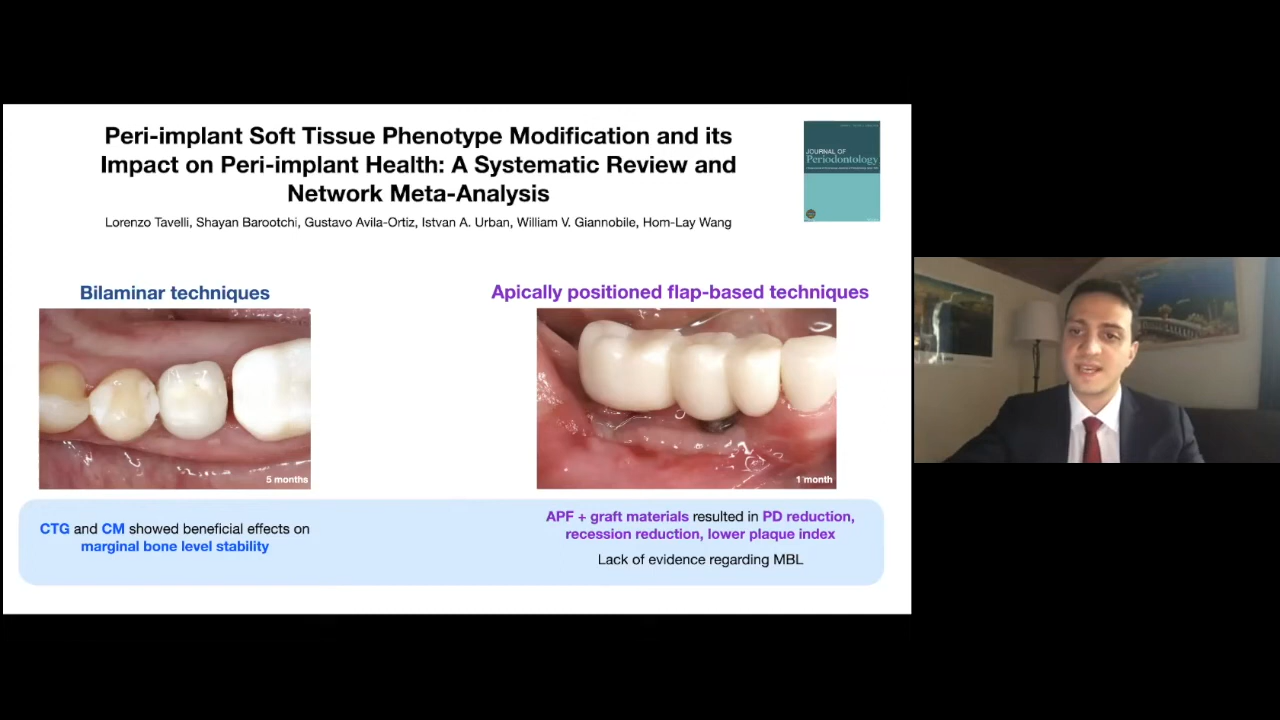 Peri-implant Soft Tissue Phenotype Modification and its
Impact on Peri-implant Health: A Systematic Review and
Network Meta-Analysis
Lorenzo Tavelli, Shayan Barootchi, Gustavo Avila-Ortiz, Istvan A. Urban, William V. Giannobile, Hom-Lay Wang
JOURNAL OF
Periodontology
Bilaminar techniques
5 months
CTG and CM showed beneficial effects on
marginal bone level stability
Apically positioned flap-based techniques
1 month
APF + graft materials resulted in PD reduction,
recession reduction, lower plaque index
Lack of evidence regarding MBL